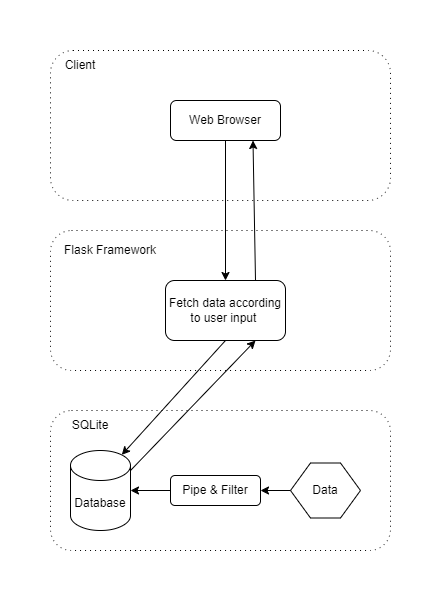 Client
Web Browser
Flask Framework
Fetch data according
to user input
SQLite
Database
Pipe & Filter
Data